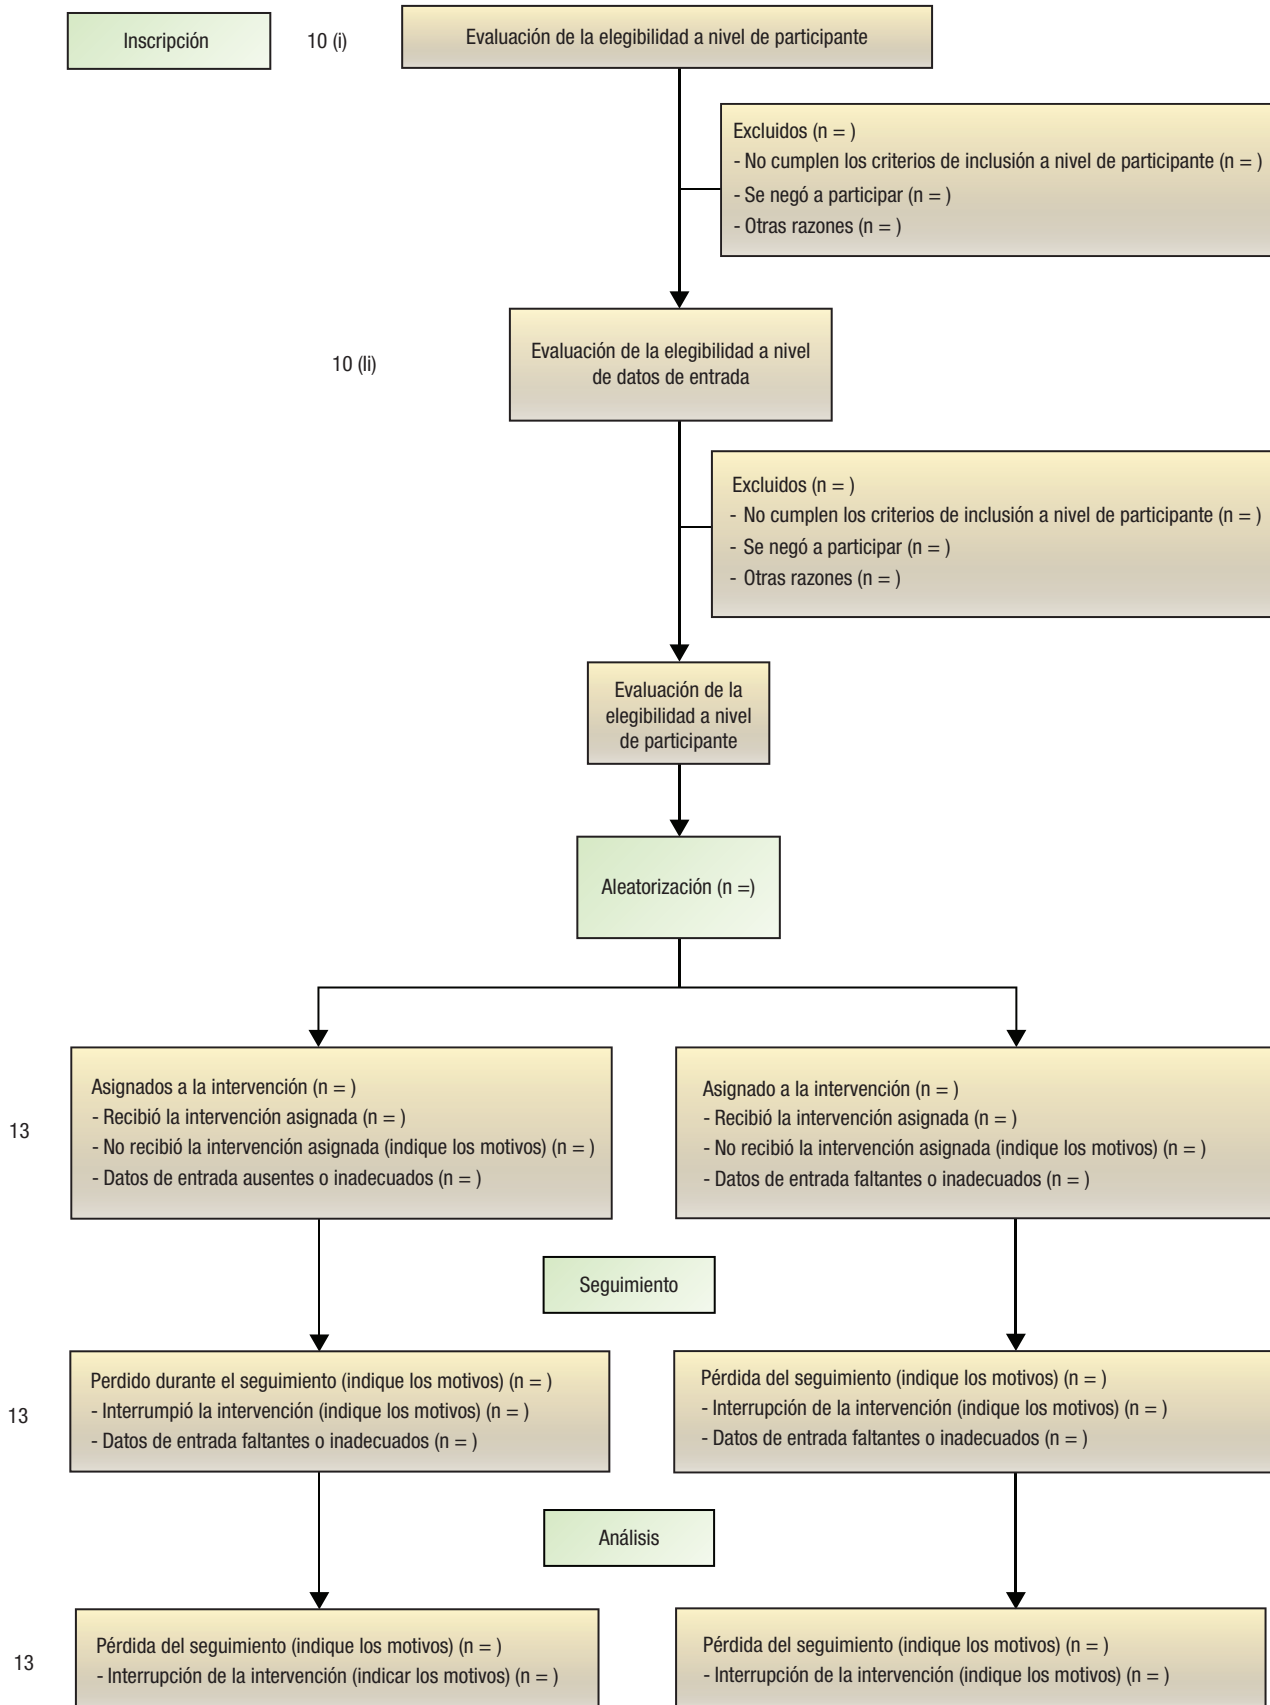 Inscripción
10 (i)
Evaluación de la elegibilidad a nivel de participante
Excluidos (n = )
- No cumplen los criterios de inclusión a nivel de participante (n = )
- Se negó a participar (n = )
- Otras razones (n = )
10 (Ii)
Evaluación de la elegibilidad a nivel
de datos de entrada
Excluidos (n = )
- No cumplen los criterios de inclusión a nivel de participante (n = )
- Se negó a participar (n = )
- Otras razones (n = )
Evaluación de la
elegibilidad a nivel
de participante
Aleatorización (n =)
13
Asignados a la intervención (n = )
- Recibió la intervención asignada (n = )
- No recibió la intervención asignada (indique los motivos) (n = )
- Datos de entrada ausentes o inadecuados (n = )
Asignado a la intervención (n = )
- Recibió la intervención asignada (n = )
- No recibió la intervención asignada (indique los motivos) (n = )
- Datos de entrada faltantes o inadecuados (n = )
Seguimiento
13
Perdido durante el seguimiento (indique los motivos) (n = )
- Interrumpió la intervención (indique los motivos) (n = )
- Datos de entrada faltantes o inadecuados (n = )
Pérdida del seguimiento (indique los motivos) (n = )
- Interrupción de la intervención (indique los motivos) (n = )
- Datos de entrada faltantes o inadecuados (n = )
Análisis
13
Pérdida del seguimiento (indique los motivos) (n = )
- Interrupción de la intervención (indicar los motivos) (n = )
Pérdida del seguimiento (indique los motivos) (n = )
- Interrupción de la intervención (indique los motivos) (n = )